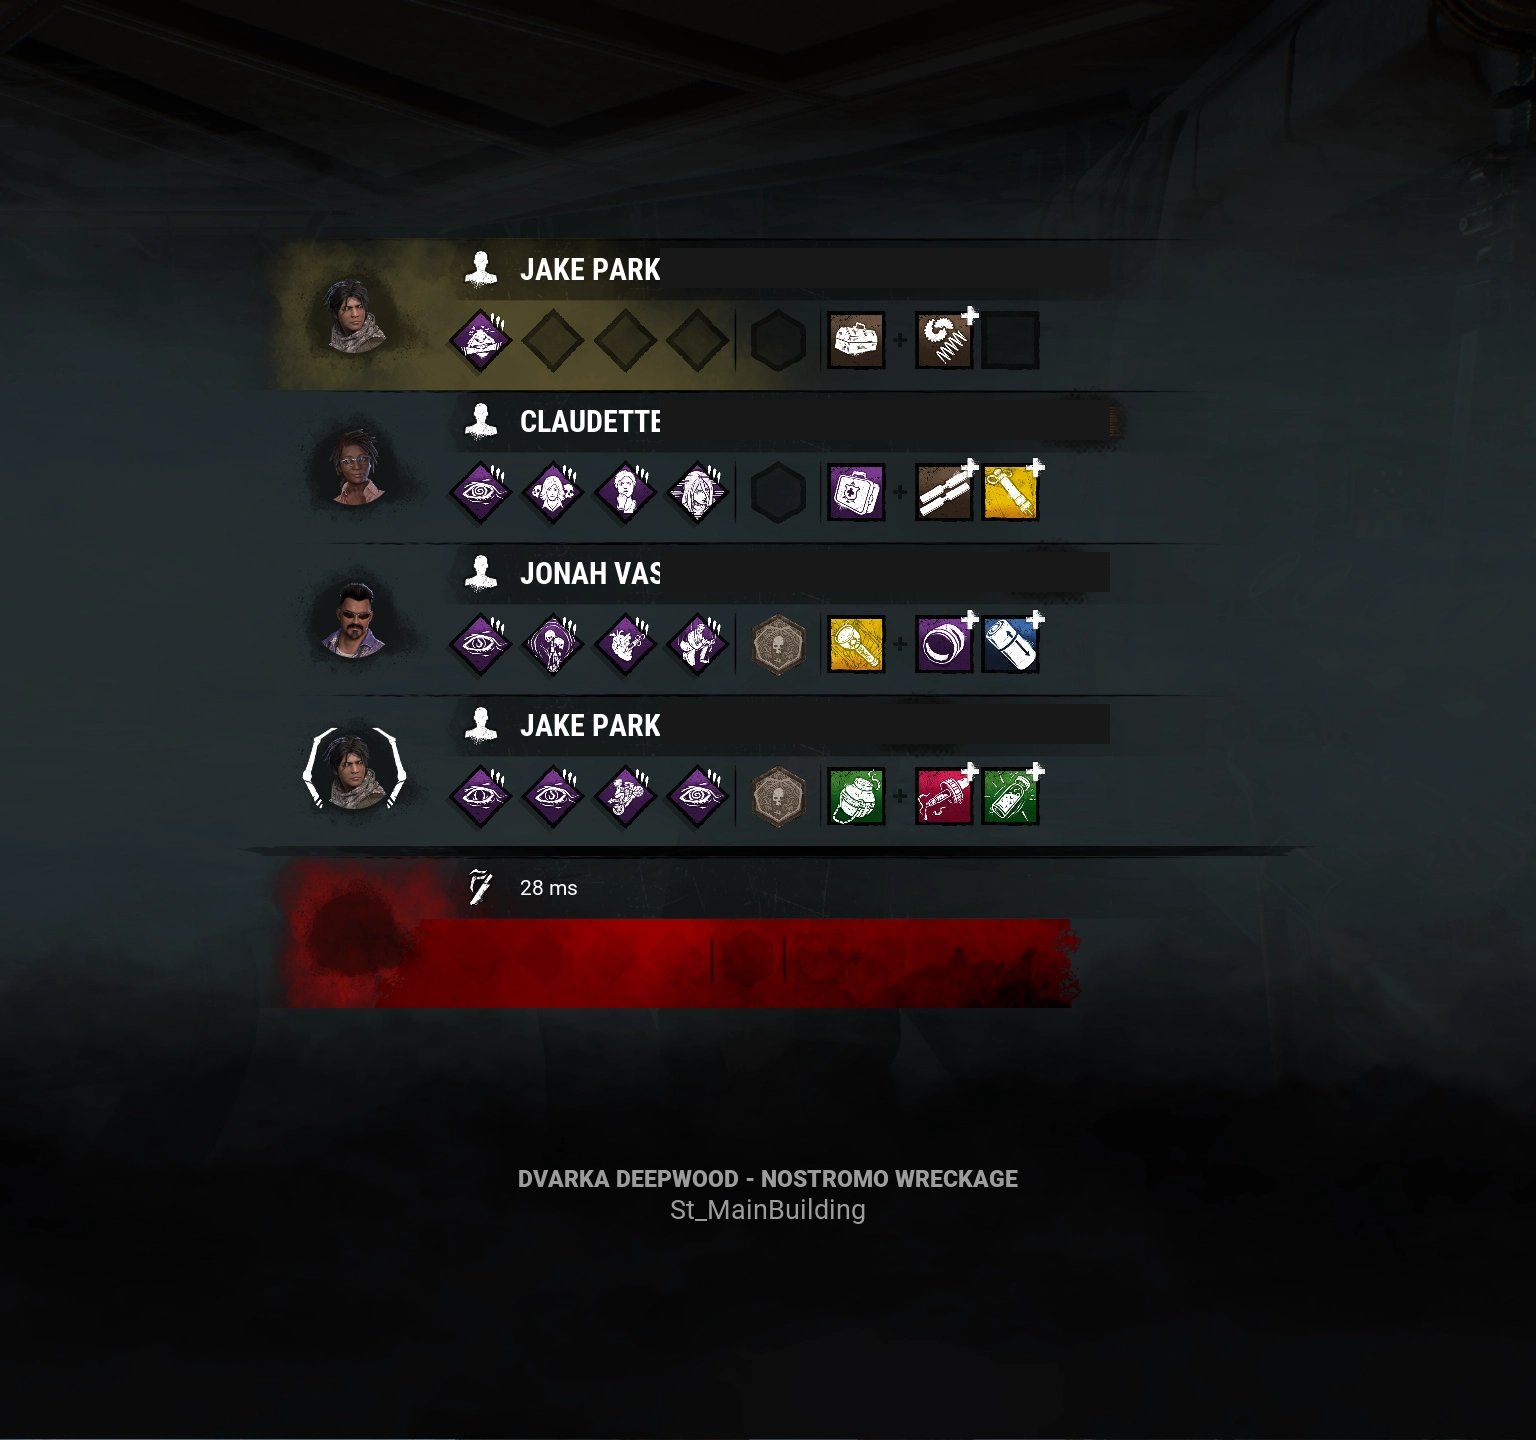 JAKE PARK
CLAUDETTE
JONAH VAS
JAKE PARK
28 ms
DVARKA DEEPWOOD - NOSTROMO WRECKAGE
St_MainBuilding